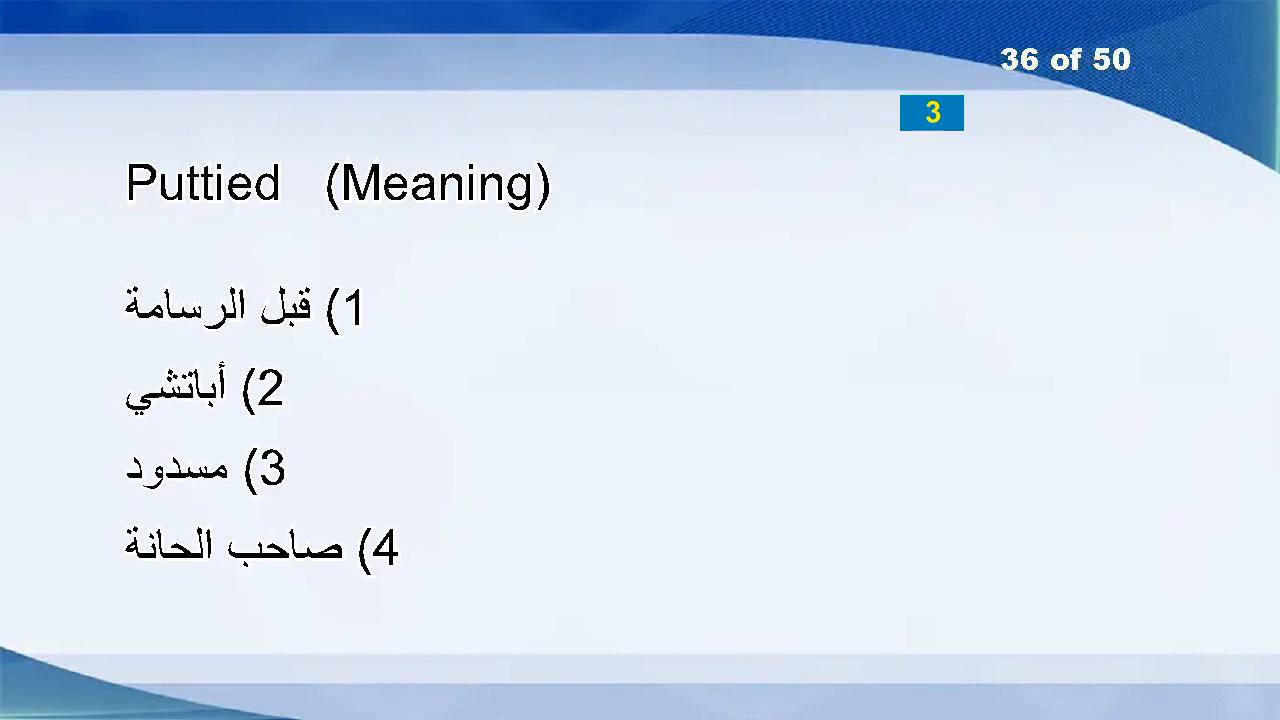 36 of 50
3
Puttied (Meaning)
1) قبل الرسامة
2) أباتشي
3) مسدود
4) صاحب الحانة